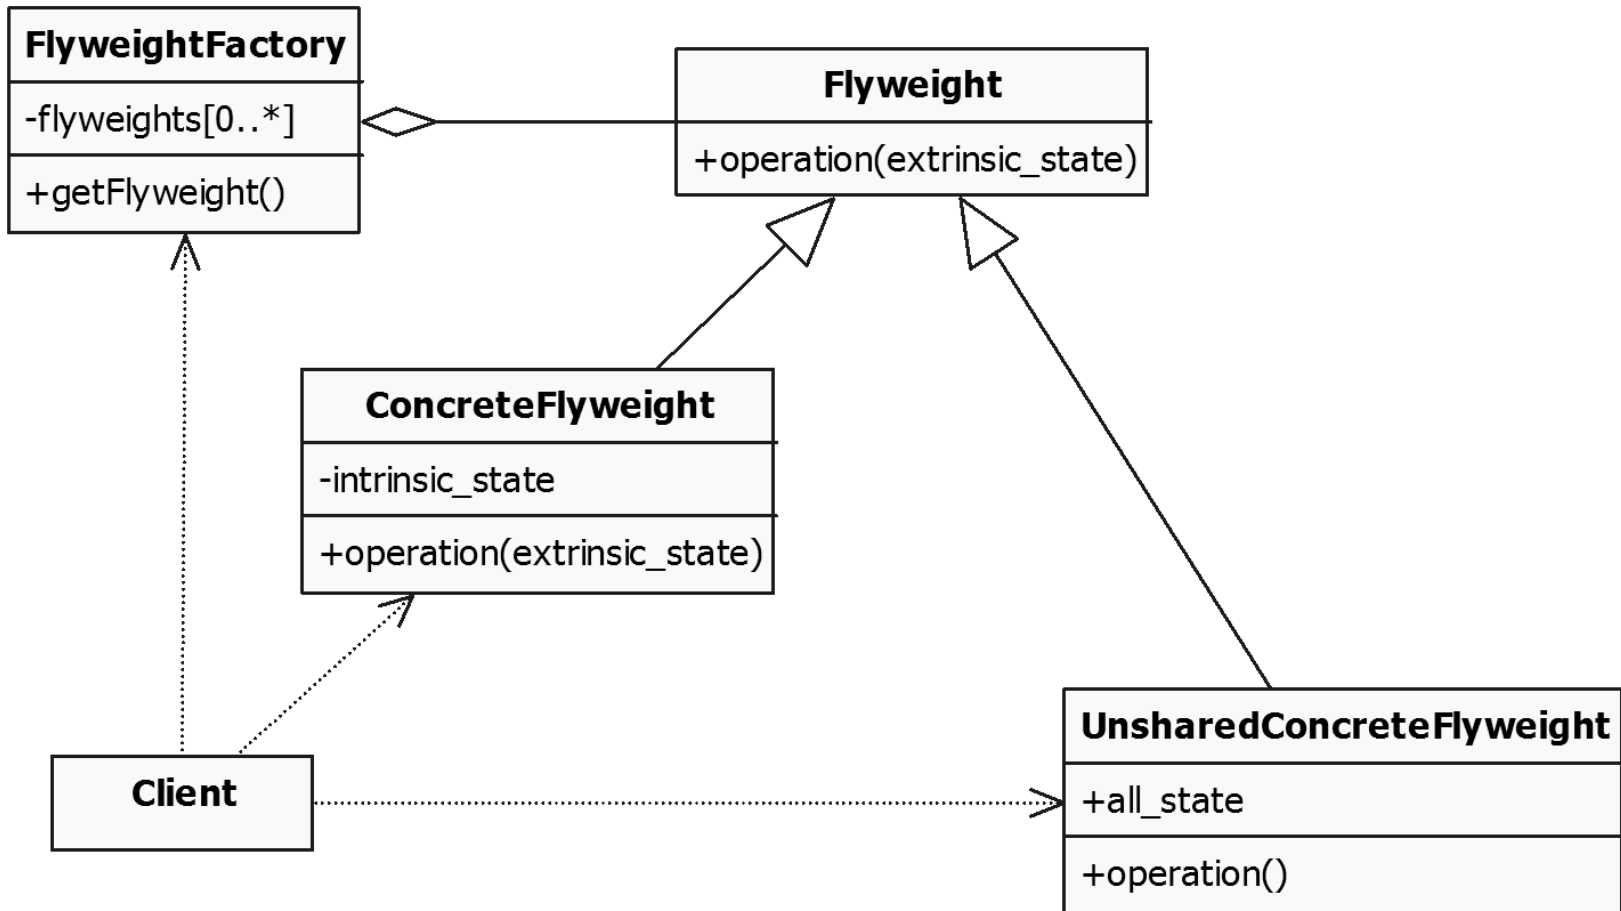 FlyweightFactory
-flyweights[0..*]
+getFlyweight()
Flyweight
+operation(extrinsic_state)
ConcreteFlyweight
-intrinsic_state
+operation(extrinsic_state)
Client
UnsharedConcreteFlyweight
+all_state
+operation()